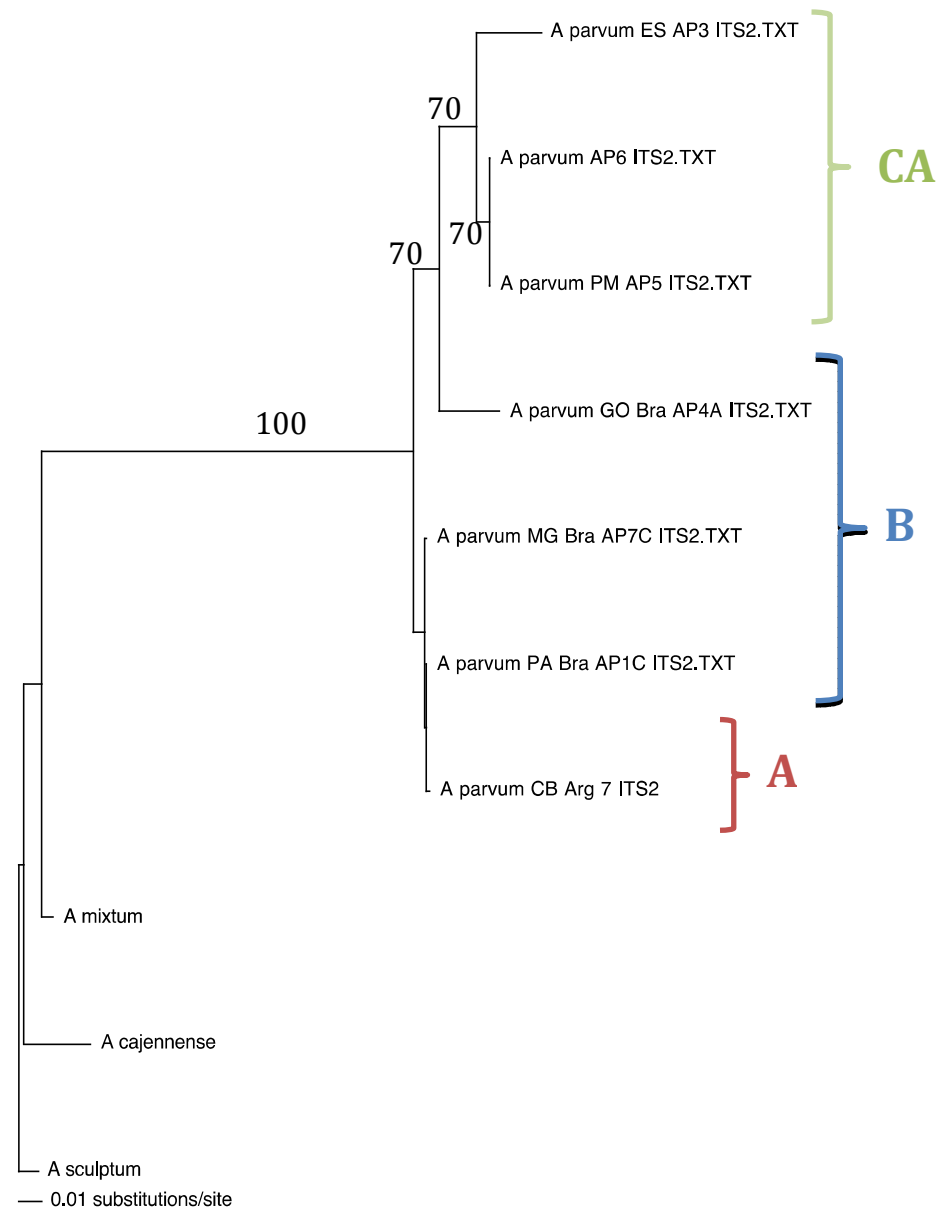 A parvum ES AP3 ITS2.TXT
70
A parvum AP6 ITS2.TXT
CA
70
70
A parvum PM AP5 ITS2.TXT
A parvum GO Bra AP4A ITS2.TXT
100
A parvum MG Bra AP7C ITS2.TXT
B
A parvum PA Bra AP1C ITS2.TXT
A
A parvum CB Arg 7 ITS2
A mixtum
A cajennense
A sculptum
0.01 substitutions/site